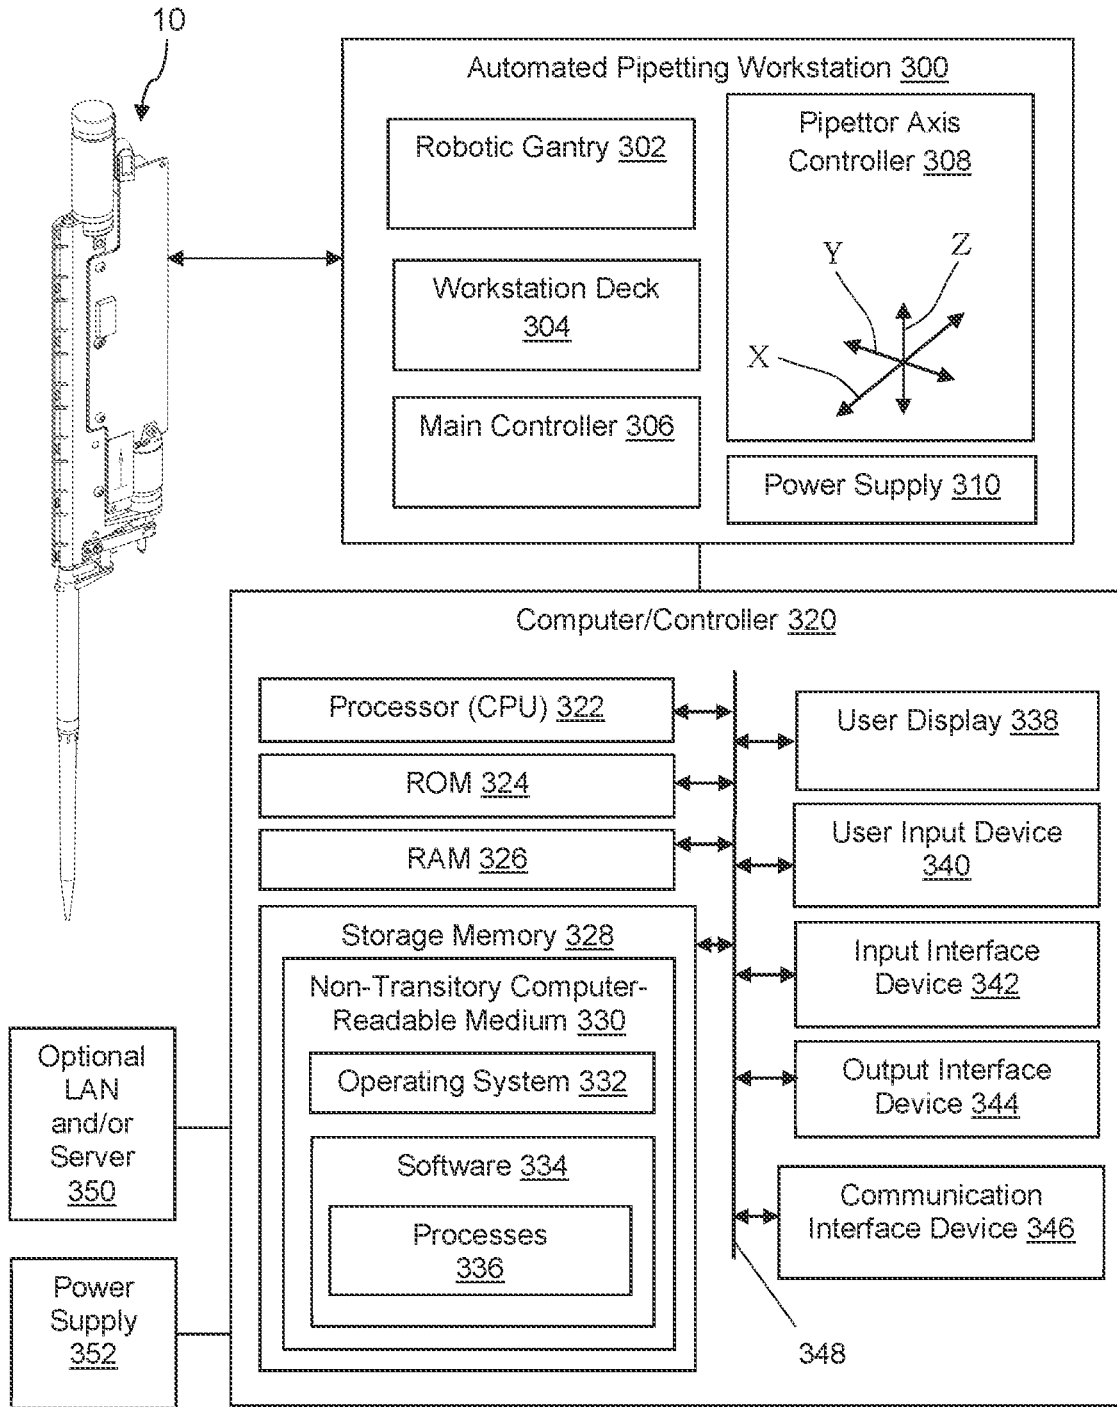 10
Automated Pipetting Workstation 300
Robotic Gantry 302
Workstation Deck
304
Main Controller 306
Pipettor Axis
Controller 308
Y
Z
X
Power Supply 310
Computer/Controller 320
Processor (CPU) 322
ROM 324
RAM 326
Storage Memory 328
Non-Transitory Computer-
Readable Medium 330
Operating System 332
Software 334
Processes
336
User Display 338
User Input Device
340
Input Interface
Device 342
Output Interface
Device 344
Communication
Interface Device 346
348
Optional
LAN
and/or
Server
350
Power
Supply
352